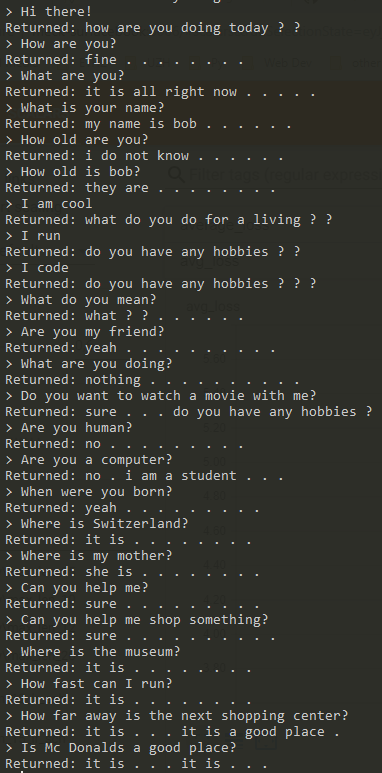 > Hi there!
Returned: how are you doing today ? ?
> How are you?
Returned: fine . . . . . . . .
> What are you?
Returned: it is all right now . . . . .
> What is your name?
Returned: my name is bob . . . . . .
> How old are you?
Returned: i do not know . . . . . .
> How old is bob?
Returned: they are . . . . . . . .
> I am cool
Returned: what do you do for a living ? ?
> I run
Returned: do you have any hobbies ? ?
> I code
Returned: do you have any hobbies ? ? ?
> What do you mean?
Returned: what ? ? . . . . . .
> Are you my friend?
Returned: yeah . . . . . . . . . .
> What are you doing?
Returned: nothing . . . . . . . . . .
> Do you want to watch a movie with me?
Returned: sure . . . do you have any hobbies ?
> Are you human?
Returned: no . . . . . . . . .
> Are you a computer?
Returned: no . i am a student . . .
> When were you born?
Returned: yeah . . . . . . . . .
> Where is Switzerland?
Returned: it is . . . . . . . .
> Where is my mother?
Returned: she is . . . . . . . .
> Can you help me?
Returned: sure . . . . . . . . .
> Can you help me shop something?
Returned: sure . . . . . . . . . .
> Where is the museum?
Returned: it is . . . . . . . .
> How fast can I run?
Returned: it is . . . . . . . .
> How far away is the next shopping center?
Returned: it is . . . it is a good place .
> Is Mc Donalds a good place?
Returned: it is . . . it is . . .